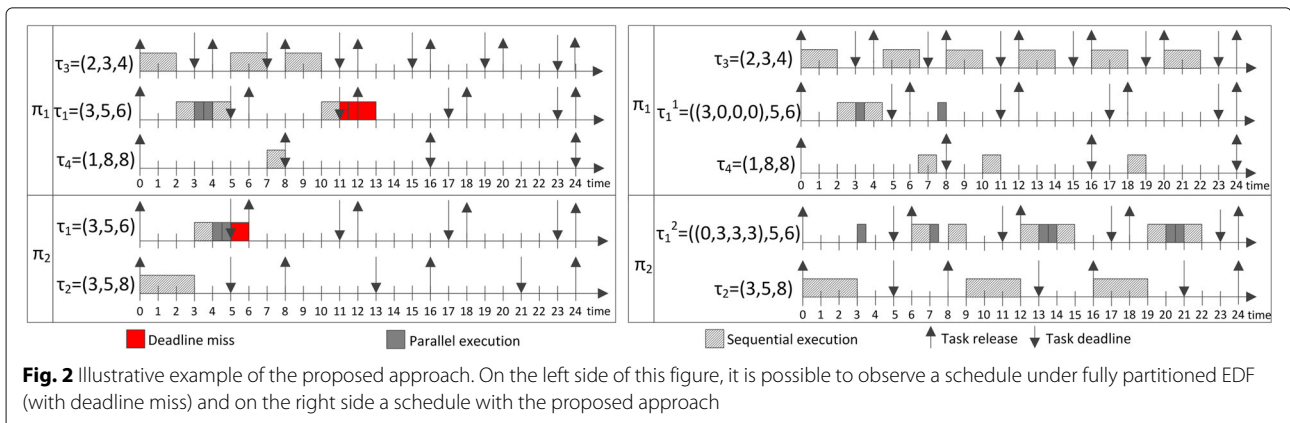 τ3=(2,3,4)
π1
τ1=(3,5,6)
τ4=(1,8,8)
0 1 2 3 4 5 6 7 8 9 10 11 12 13 14 15 16 17 18 19 20 21 22 23 24 time
τ1=(3,5,6)
π2
τ2=(3,5,8)
0 1 2 3 4 5 6 7 8 9 10 11 12 13 14 15 16 17 18 19 20 21 22 23 24 time
τ3=(2,3,4)
π1
τ1¹=((3,0,0,0),5,6)
τ4=(1,8,8)
0 1 2 3 4 5 6 7 8 9 10 11 12 13 14 15 16 17 18 19 20 21 22 23 24 time
τ1²=((0,3,3,3),5,6)
π2
τ2=(3,5,8)
0 1 2 3 4 5 6 7 8 9 10 11 12 13 14 15 16 17 18 19 20 21 22 23 24 time
Deadline miss
Parallel execution
Sequential execution
Task release
Task deadline
Fig. 2 Illustrative example of the proposed approach. On the left side of this figure, it is possible to observe a schedule under fully partitioned EDF
(with deadline miss) and on the right side a schedule with the proposed approach